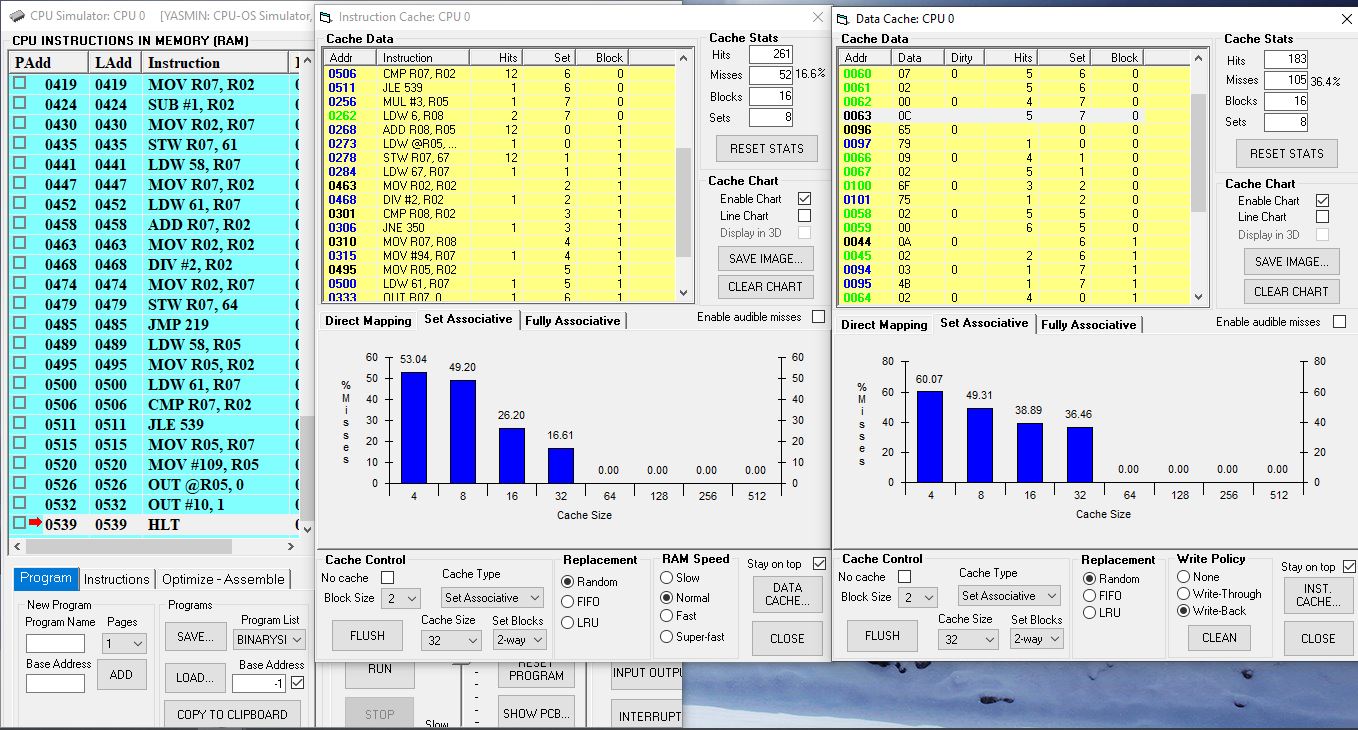 CPU Simulator: CPU 0 [YASMIN: CPU-OS Simulator,
CPU INSTRUCTIONS IN MEMORY (RAM)
PAdd LAdd Instruction
0419 0419 MOV R07, R02
0424 0424 SUB #1, R02
0430 0430 MOV R02, R07
0435 0435 STW R07, 61
0441 0441 LDW 58, R07
0447 0447 MOV R07, R02
0452 0452 LDW 61, R07
0458 0458 ADD R07, R02
0463 0463 MOV R02, R02
0468 0468 DIV #2, R02
0474 0474 MOV R02, R07
0479 0479 STW R07, 64
0485 0485 JMP 219
0489 0489 LDW 58, R05
0495 0495 MOV R05, R02
0500 0500 LDW 61, R07
0506 0506 CMP R07, R02
0511 0511 JLE 539
0515 0515 MOV R05, R07
0520 0520 MOV #109, R05
0526 0526 OUT @R05, 0
0532 0532 OUT #10, 1
0539 0539 HLT
Program Instructions Optimize - Assemble
New Program
Program Name Pages
1
Base Address
ADD
Programs
Program List
SAVE... BINARYSI
Base Address
LOAD... -1
COPY TO CLIPBOARD
RUN
STOP
Slow
RESET
PROGRAM
SHOW PCB...
INPUT OUTPU
INTERRUPT
Instruction Cache: CPU 0
Cache Data
Addr Instruction Hits Set Block
0506 CMP R07, R02 12 6 0
0511 JLE 539 1 6 0
0256 MUL #3, R05 1 7 0
0262 LDW 6, R08 2 7 0
0268 ADD R08, R05 12 0 1
0273 LDW @R05, ... 1 0 1
0278 STW R07, 67 12 1 1
0284 LDW 67, R07 1 1 1
0463 MOV R02, R02 2 1
0468 DIV #2, R02 1 2 1
0301 CMP R08, R02 3 1
0306 JNE 350 1 3 1
0310 MOV R07, R08 4 1
0315 MOV #94, R07 1 4 1
0495 MOV R05, R02 5 1
0500 LDW 61, R07 1 5 1
0333 OUT R07, 0 1 6 1
Cache Stats
Hits 261
Misses 52 16.6%
Blocks 16
Sets 8
RESET STATS
Cache Chart
Enable Chart
Line Chart
Display in 3D
SAVE IMAGE...
CLEAR CHART
Enable audible misses
Direct Mapping Set Associative Fully Associative
60 53.04 60
50 49.20 50
40 40
30 26.20 30
20 16.61 20
10 0.00 0.00 0.00 0.00 10
0 0
% Misses
4 8 16 32 64 128 256 512
Cache Size
Cache Control
No cache
Block Size 2
FLUSH
Cache Type
Set Associative
Cache Size Set Blocks
32 2-way
Replacement
Random
FIFO
LRU
RAM Speed
Slow
Normal
Fast
Super-fast
Stay on top
DATA
CACHE...
CLOSE
Data Cache: CPU 0
Cache Data
Addr Data Dirty Hits Set Block
0060 07 0 5 6 0
0061 02 5 6 0
0062 00 0 4 7 0
0063 0C 5 7 0
0096 65 0 0 0
0097 79 1 0 0
0066 09 0 4 1 0
0067 02 5 1 0
0100 6F 0 3 2 0
0101 75 1 2 0
0058 02 0 5 5 0
0059 00 6 5 0
0044 0A 0 6 1
0045 02 2 6 1
0094 03 0 1 7 1
0095 4B 1 7 1
0064 02 0 4 0 1
Cache Stats
Hits 183
Misses 105 36.4%
Blocks 16
Sets 8
RESET STATS
Cache Chart
Enable Chart
Line Chart
Display in 3D
SAVE IMAGE...
CLEAR CHART
Enable audible misses
Direct Mapping Set Associative Fully Associative
80 80
60 60.07 60
49.31
40 38.89 36.46 40
20 20
0.00 0.00 0.00 0.00
0 0
% Misses
4 8 16 32 64 128 256 512
Cache Size
Cache Control
No cache
Block Size 2
FLUSH
Cache Type
Set Associative
Cache Size Set Blocks
32 2-way
Replacement
Random
FIFO
LRU
Write Policy
None
Write-Through
Write-Back
CLEAN
Stay on top
INST.
CACHE...
CLOSE